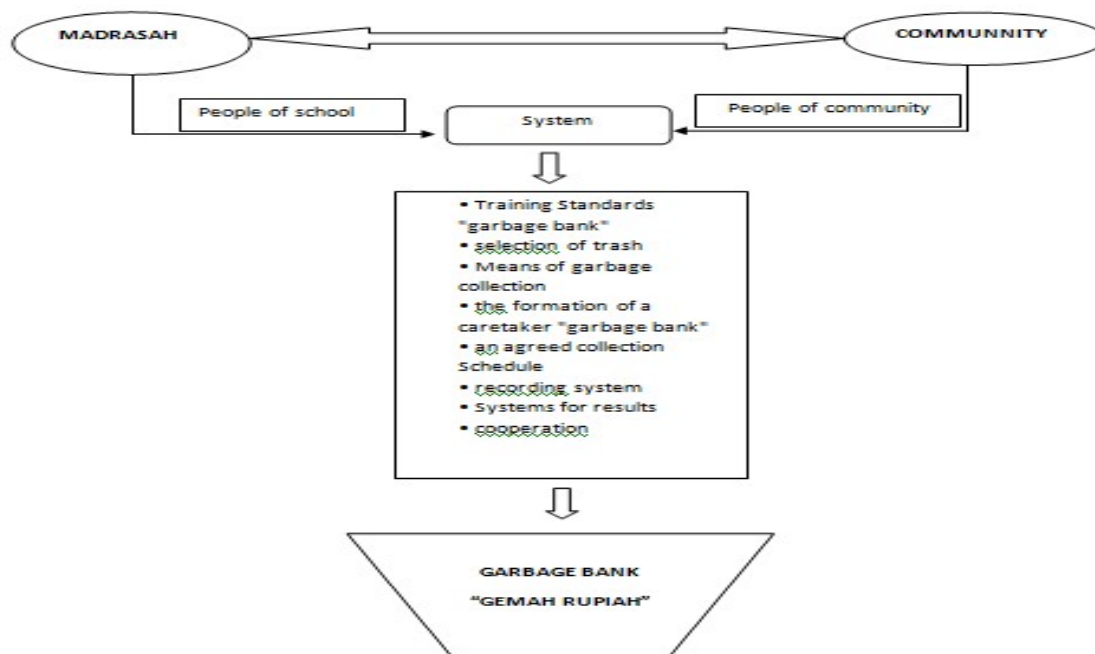 MADRASAH
COMMUNNITY
People of school
People of community
System
• Training Standards
"garbage bank"
• selection of trash
• Means of garbage
collection
• the formation of a
caretaker "garbage bank"
• an agreed collection
Schedule
• recording system
• Systems for results
• cooperation
GARBAGE BANK
“GEMAH RUPIAH”